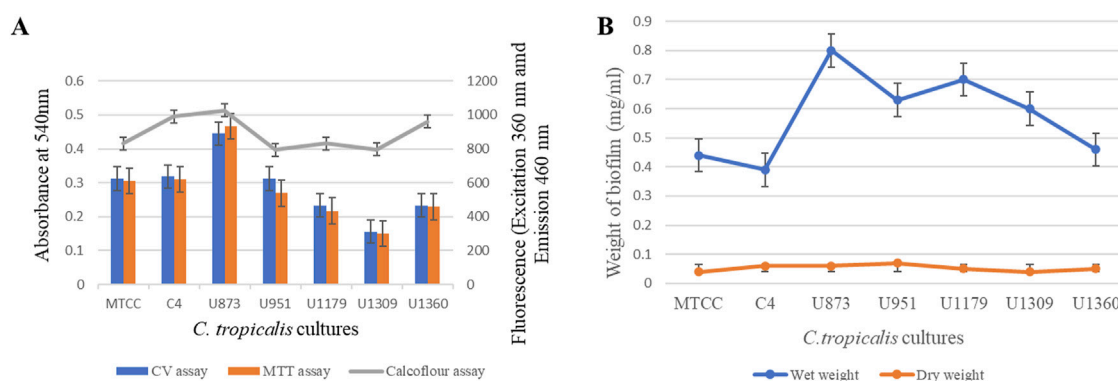 A
Absorbance at 540nm
0.6
0.5
0.4
0.3
0.2
0.1
0
1200
1000
800
600
400
200
0
Fluorescence (Excitation 360 nm amd
Emission 460 nm
MTCC C4 U873 U951 U1179 U1309 U1360
C. tropicalis cultures
CV assay MTT assay Calcoflour assay
B
Weight of biofilm (mg/ml)
0.9
0.8
0.7
0.6
0.5
0.4
0.3
0.2
0.1
0
MTCC C4 U873 U951 U1179 U1309 U1360
C.tropicalis cultures
Wet weight Dry weight